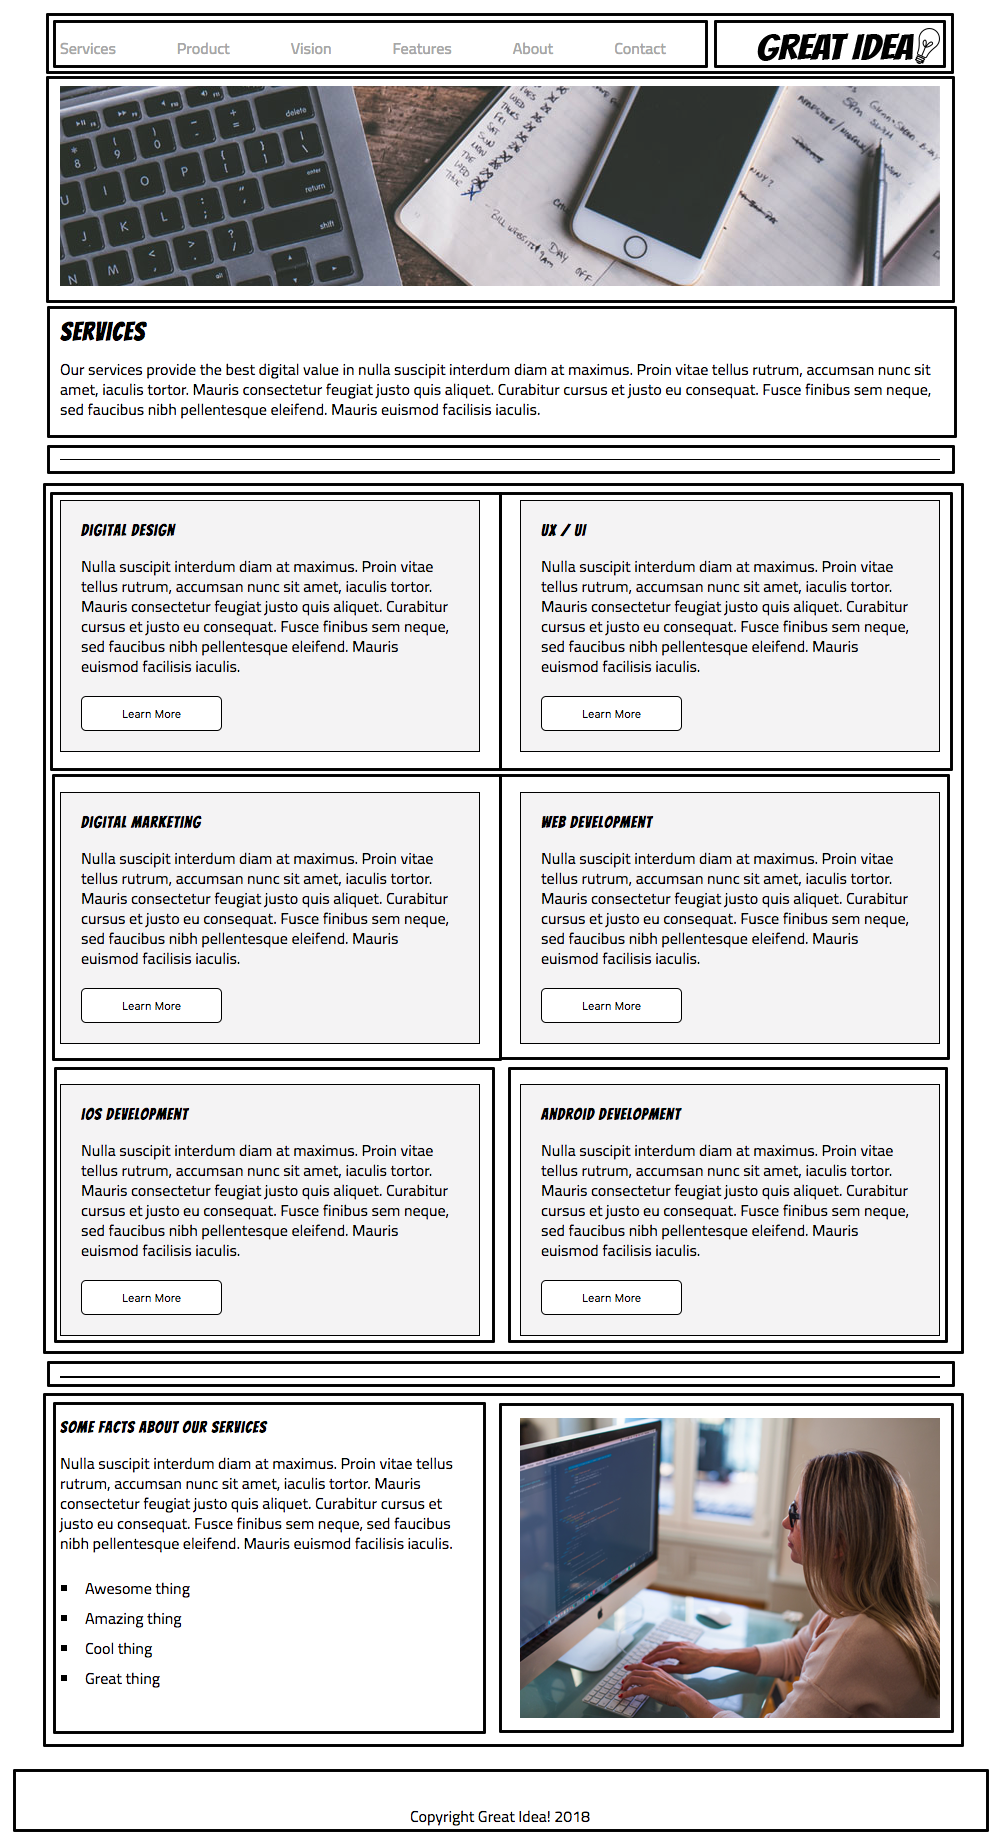 Services Product Vision Features About Contact
GREAT IDEA
delete
enter
return
shift
WED
THUR
FRI
SAT
SUN
MON
TUE
WED
THUR
BILL WEBSITE
DAY OFF
SERVICES
Our services provide the best digital value in nulla suscipit interdum diam at maximus. Proin vitae tellus rutrum, accumsan nunc sit
amet, iaculis tortor. Mauris consectetur feugiat justo quis aliquet. Curabitur cursus et justo eu consequat. Fusce finibus sem neque,
sed faucibus nibh pellentesque eleifend. Mauris euismod facilisis iaculis.
DIGITAL DESIGN
Nulla suscipit interdum diam at maximus. Proin vitae
tellus rutrum, accumsan nunc sit amet, iaculis tortor.
Mauris consectetur feugiat justo quis aliquet. Curabitur
cursus et justo eu consequat. Fusce finibus sem neque,
sed faucibus nibh pellentesque eleifend. Mauris
euismod facilisis iaculis.
Learn More
UX / UI
Nulla suscipit interdum diam at maximus. Proin vitae
tellus rutrum, accumsan nunc sit amet, iaculis tortor.
Mauris consectetur feugiat justo quis aliquet. Curabitur
cursus et justo eu consequat. Fusce finibus sem neque,
sed faucibus nibh pellentesque eleifend. Mauris
euismod facilisis iaculis.
Learn More
DIGITAL MARKETING
Nulla suscipit interdum diam at maximus. Proin vitae
tellus rutrum, accumsan nunc sit amet, iaculis tortor.
Mauris consectetur feugiat justo quis aliquet. Curabitur
cursus et justo eu consequat. Fusce finibus sem neque,
sed faucibus nibh pellentesque eleifend. Mauris
euismod facilisis iaculis.
Learn More
WEB DEVELOPMENT
Nulla suscipit interdum diam at maximus. Proin vitae
tellus rutrum, accumsan nunc sit amet, iaculis tortor.
Mauris consectetur feugiat justo quis aliquet. Curabitur
cursus et justo eu consequat. Fusce finibus sem neque,
sed faucibus nibh pellentesque eleifend. Mauris
euismod facilisis iaculis.
Learn More
IOS DEVELOPMENT
Nulla suscipit interdum diam at maximus. Proin vitae
tellus rutrum, accumsan nunc sit amet, iaculis tortor.
Mauris consectetur feugiat justo quis aliquet. Curabitur
cursus et justo eu consequat. Fusce finibus sem neque,
sed faucibus nibh pellentesque eleifend. Mauris
euismod facilisis iaculis.
Learn More
ANDROID DEVELOPMENT
Nulla suscipit interdum diam at maximus. Proin vitae
tellus rutrum, accumsan nunc sit amet, iaculis tortor.
Mauris consectetur feugiat justo quis aliquet. Curabitur
cursus et justo eu consequat. Fusce finibus sem neque,
sed faucibus nibh pellentesque eleifend. Mauris
euismod facilisis iaculis.
Learn More
SOME FACTS ABOUT OUR SERVICES
Nulla suscipit interdum diam at maximus. Proin vitae tellus
rutrum, accumsan nunc sit amet, iaculis tortor. Mauris
consectetur feugiat justo quis aliquet. Curabitur cursus et
justo eu consequat. Fusce finibus sem neque, sed faucibus
nibh pellentesque eleifend. Mauris euismod facilisis iaculis.
Awesome thing
Amazing thing
Cool thing
Great thing
Copyright Great Idea! 2018